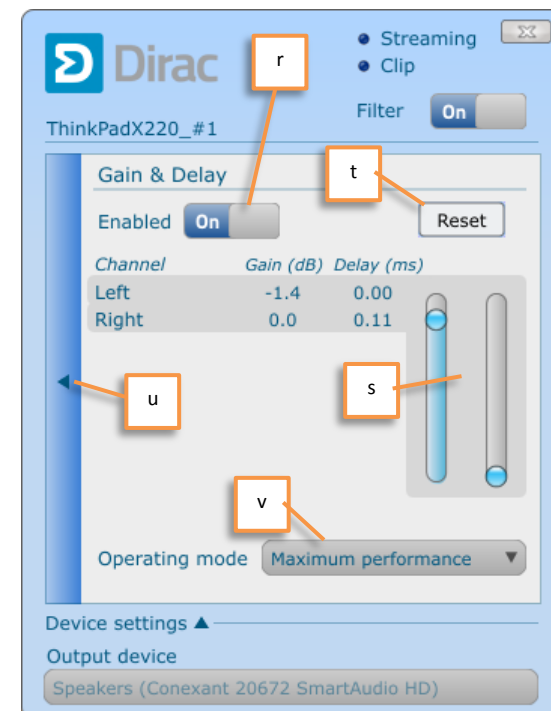 Dirac
Streaming
Clip
r
Filter On
ThinkPadX220_#1
Gain & Delay
t
Enabled On Reset
Channel Gain (dB) Delay (ms)
Left -1.4 0.00
Right 0.0 0.11
u
s
v
Operating mode Maximum performance
Device settings
Output device
Speakers (Conexant 20672 SmartAudio HD)